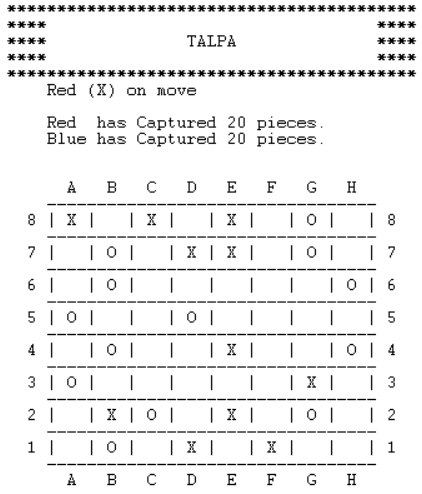 *****************************************
****                                 ****
****              TALPA              ****
****                                 ****
*****************************************
Red (X) on move
Red  has Captured 20 pieces.
Blue has Captured 20 pieces.
A   B   C   D   E   F   G   H
8 | X |   | X |   | X |   | O |   | 8
7 |   | O |   | X | X |   | O |   | 7
6 |   | O |   |   |   |   |   | O | 6
5 | O |   |   | O |   |   |   |   | 5
4 |   | O |   |   | X |   |   | O | 4
3 | O |   |   |   |   |   | X |   | 3
2 |   | X | O |   | X |   | O |   | 2
1 |   | O |   | X |   | X |   |   | 1
A   B   C   D   E   F   G   H